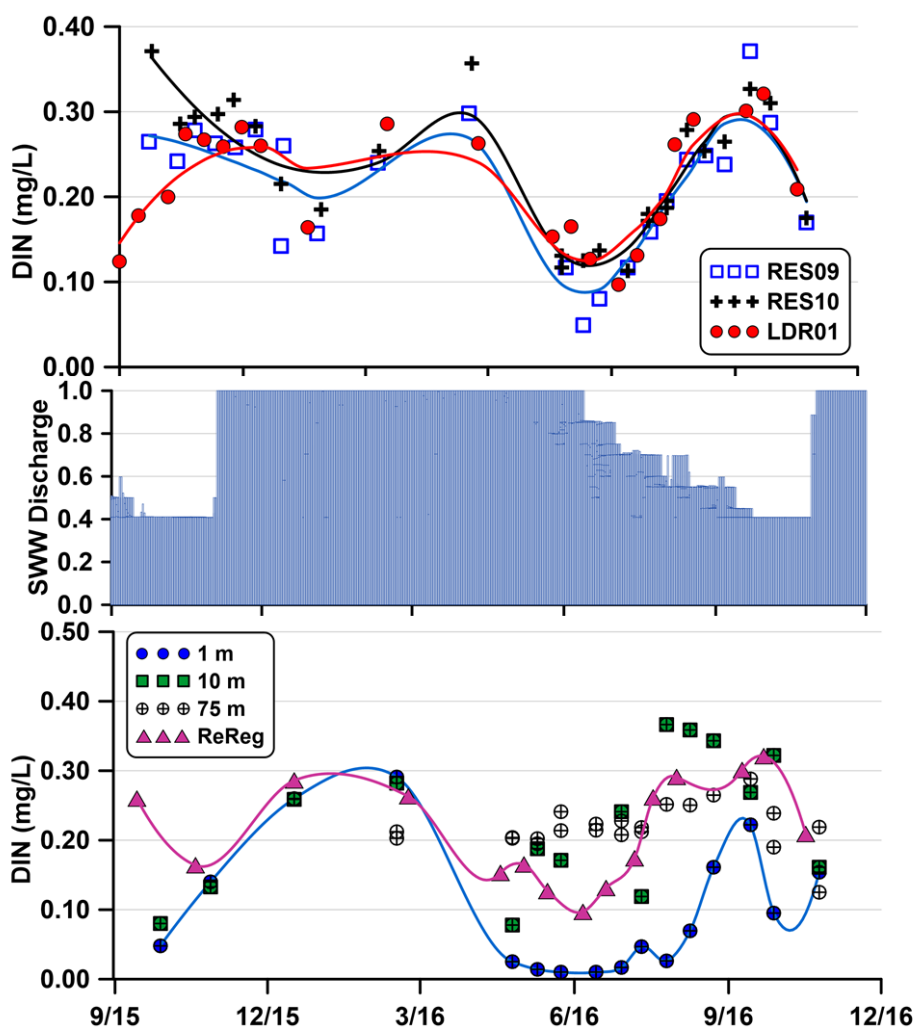 DIN (mg/L)
0.40
0.30
0.20
0.10
0.00
RES09
RES10
LDR01
SWW Discharge
1.0
0.8
0.6
0.4
0.2
0.0
DIN (mg/L)
0.50
0.40
0.30
0.20
0.10
0.00
1 m
10 m
75 m
ReReg
9/15 12/15 3/16 6/16 9/16 12/16